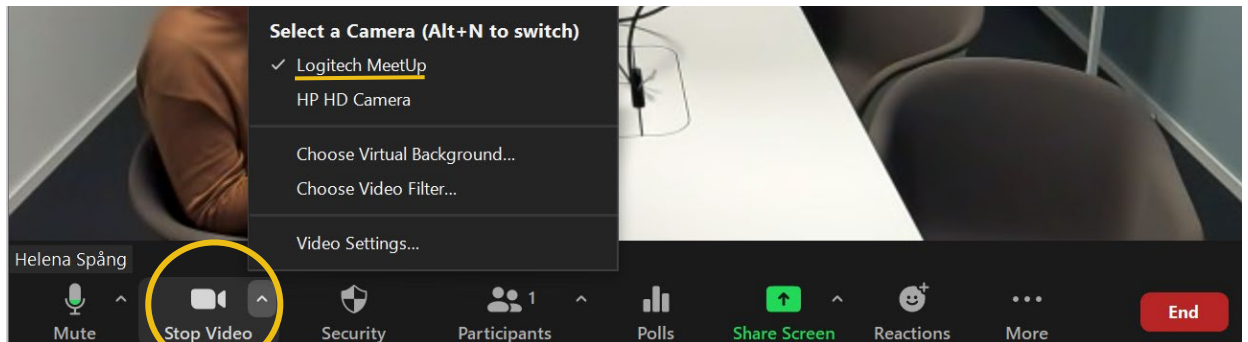 Select a Camera (Alt+N to switch)
Logitech MeetUp
HP HD Camera
Choose Virtual Background...
Choose Video Filter...
Video Settings...
Helena Spång
1
Mute
Stop Video
Security
Participants
Polls
Share Screen
Reactions
More
End